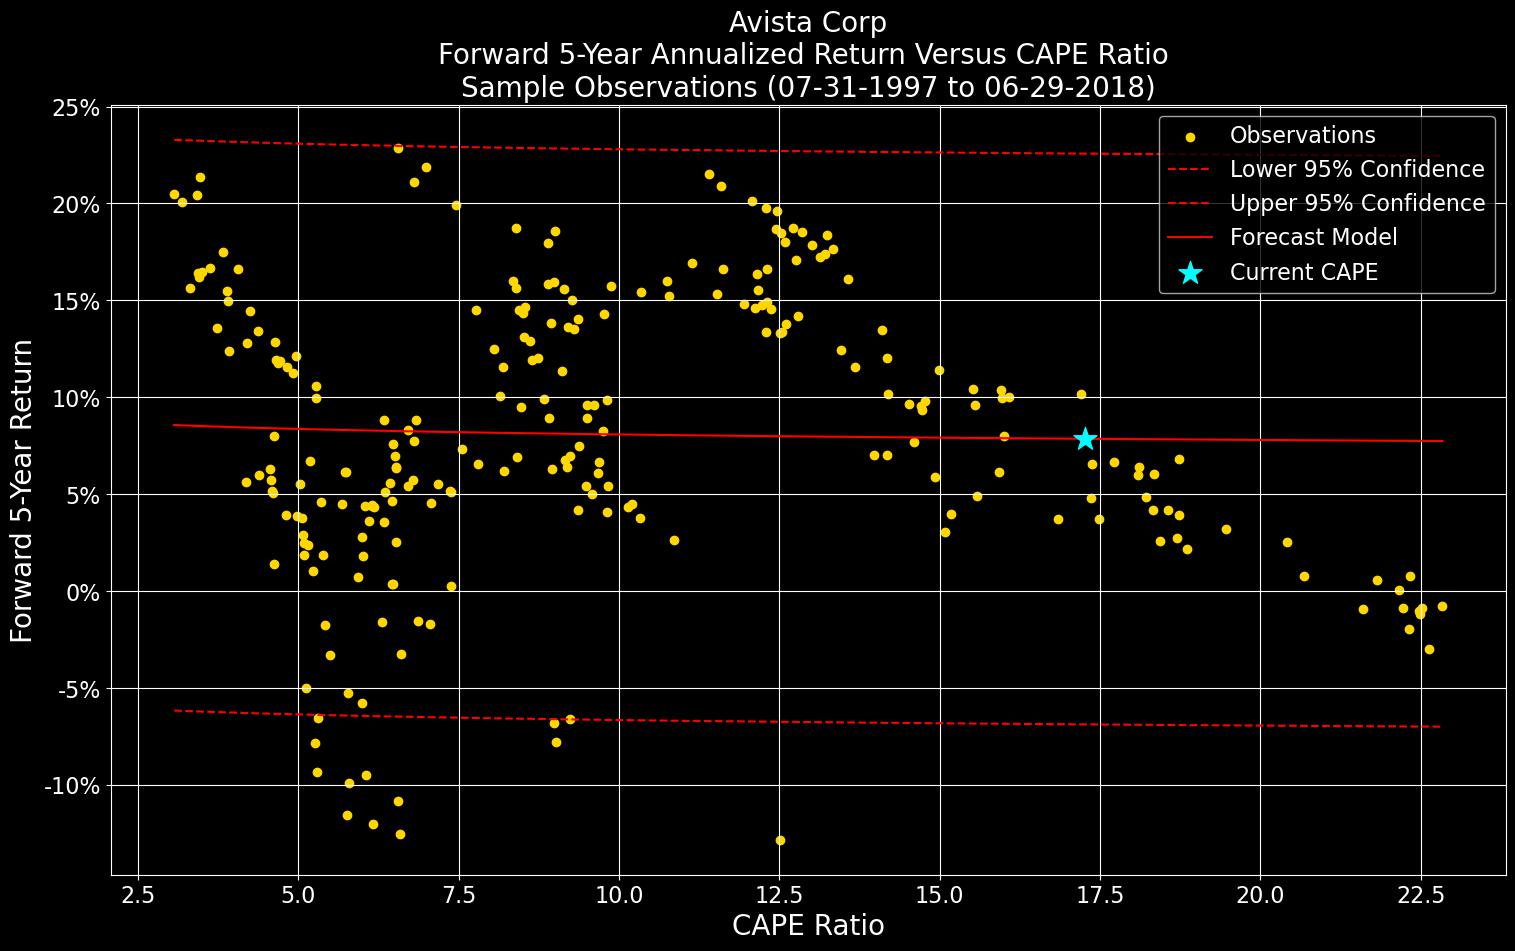 Avista Corp
Forward 5-Year Annualized Return Versus CAPE Ratio
Sample Observations (07-31-1997 to 06-29-2018)
Forward 5-Year Return
25%
20%
15%
10%
5%
0%
-5%
-10%
Observations
Lower 95% Confidence
Upper 95% Confidence
Forecast Model
Current CAPE
2.5 5.0 7.5 10.0 12.5 15.0 17.5 20.0 22.5
CAPE Ratio